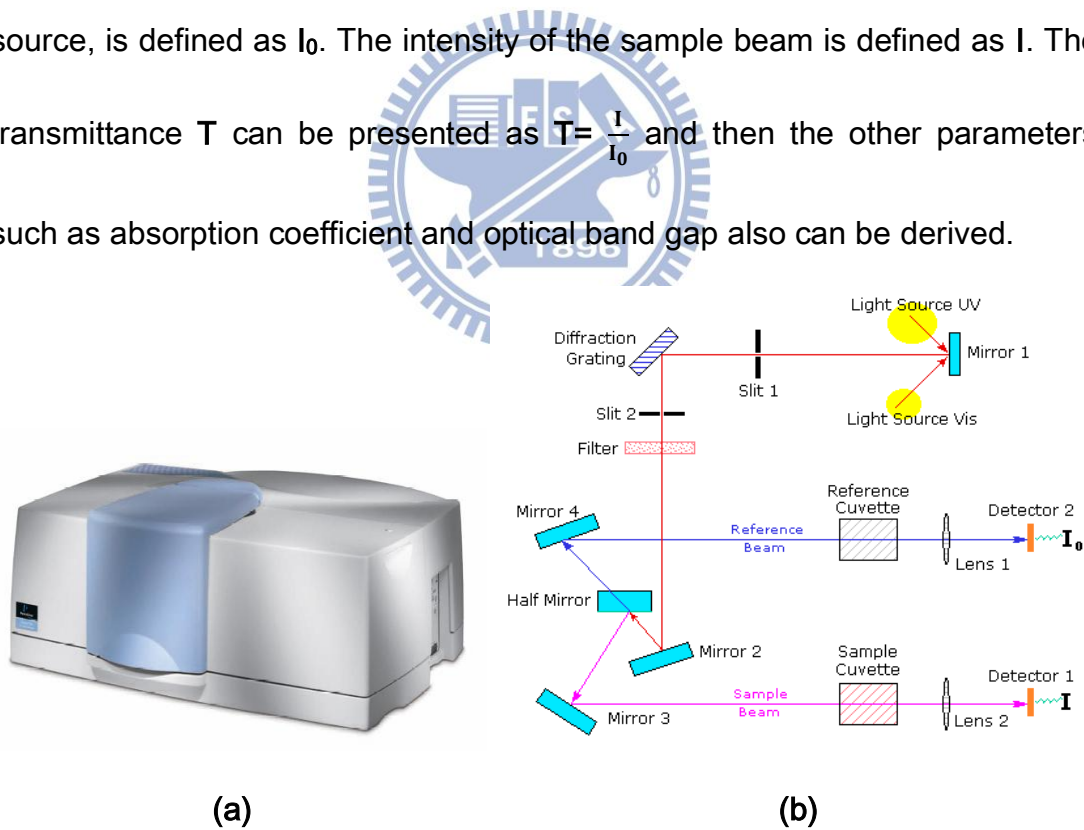 source, is defined as I₀. The intensity of the sample beam is defined as I. The
transmittance T can be presented as T= I/I₀ and then the other parameters
such as absorption coefficient and optical band gap also can be derived.
E S
1896
Light Source UV
Diffraction
Grating
Mirror 1
Slit 1
Slit 2
Light Source Vis
Filter
Mirror 4
Reference
Cuvette
Detector 2
Reference
Beam
I₀
Lens 1
Half Mirror
Mirror 2
Sample
Cuvette
Detector 1
Sample
Beam
I
Mirror 3
Lens 2
(a)
(b)